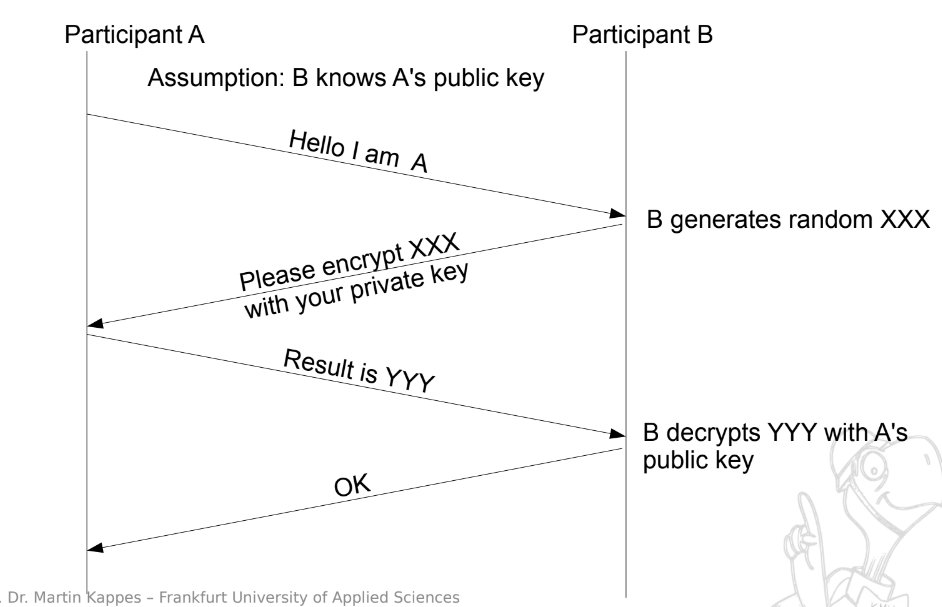 Participant A
Participant B
Assumption: B knows A's public key
Hello I am A
B generates random XXX
Please encrypt XXX
with your private key
Result is YYY
B decrypts YYY with A's
public key
OK
. Dr. Martin Kappes – Frankfurt University of Applied Sciences